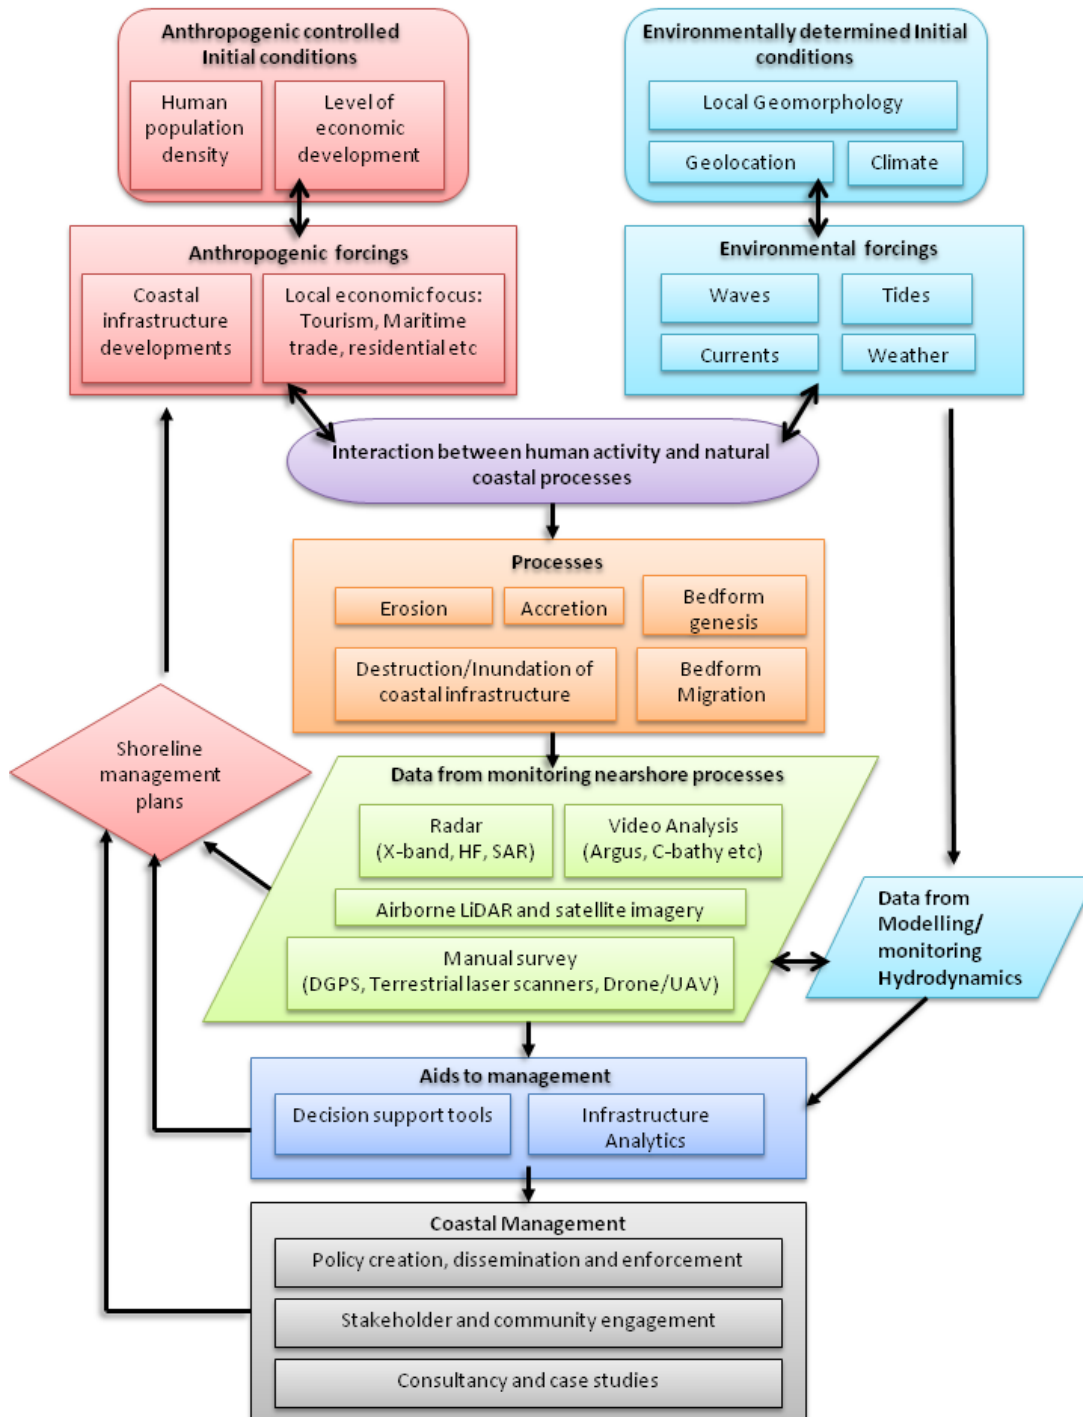 Anthropogenic controlled
Initial conditions
Human
population
density
Level of
economic
development
Environmentally determined Initial
conditions
Local Geomorphology
Geolocation
Climate
Anthropogenic forcings
Coastal
infrastructure
developments
Local economic focus:
Tourism, Maritime
trade, residential etc
Environmental forcings
Waves
Tides
Currents
Weather
Interaction between human activity and natural
coastal processes
Processes
Erosion
Accretion
Bedform
genesis
Destruction/Inundation of
coastal infrastructure
Bedform
Migration
Shoreline
management
plans
Data from monitoring nearshore processes
Radar
(X-band, HF, SAR)
Video Analysis
(Argus, C-bathy etc)
Airborne LiDAR and satellite imagery
Manual survey
(DGPS, Terrestrial laser scanners, Drone/UAV)
Data from
Modelling/
monitoring
Hydrodynamics
Aids to management
Decision support tools
Infrastructure
Analytics
Coastal Management
Policy creation, dissemination and enforcement
Stakeholder and community engagement
Consultancy and case studies